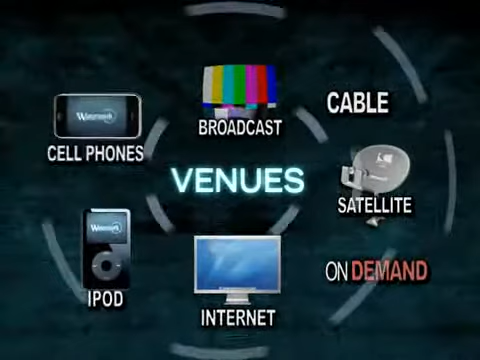 BROADCAST
CABLE
CELL PHONES
VENUES
SATELLITE
IPOD
INTERNET
ON DEMAND